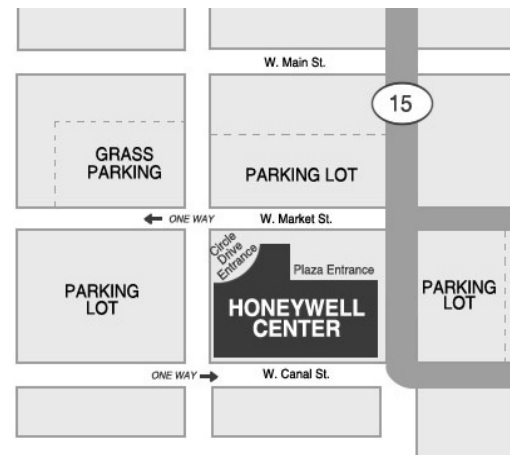 W. Main St.
15
GRASS
PARKING
PARKING LOT
ONE WAY
W. Market St.
Circle
Drive
Entrance
Plaza Entrance
PARKING
LOT
HONEYWELL
CENTER
PARKING
LOT
ONE WAY
W. Canal St.